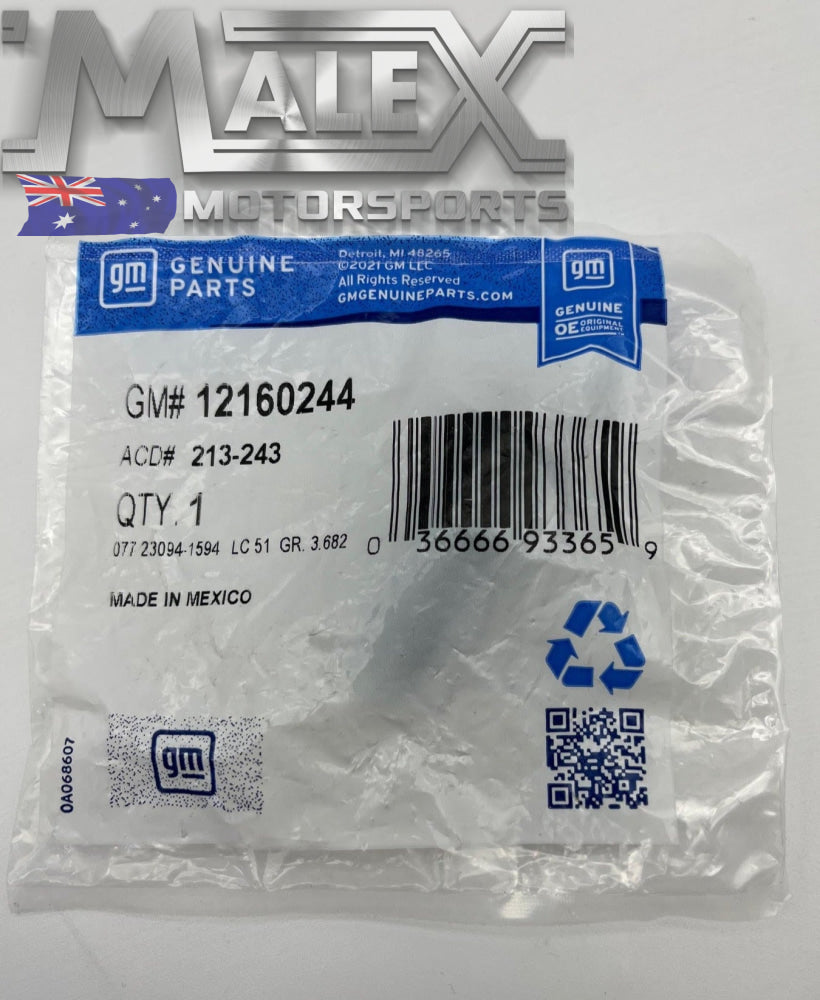 MALEX
MOTORSPORTS
gm GENUINE PARTS
Detroit, MI 48265
©2021 GM LLC
All Rights Reserved
GMGENUINEPARTS.COM
gm
GENUINE
OE ORIGINAL EQUIPMENT
GM# 12160244
ACD# 213-243
QTY. 1
077 23094-1594 LC 51 GR. 3.682
0 36666 93365 9
MADE IN MEXICO
0A068607
gm